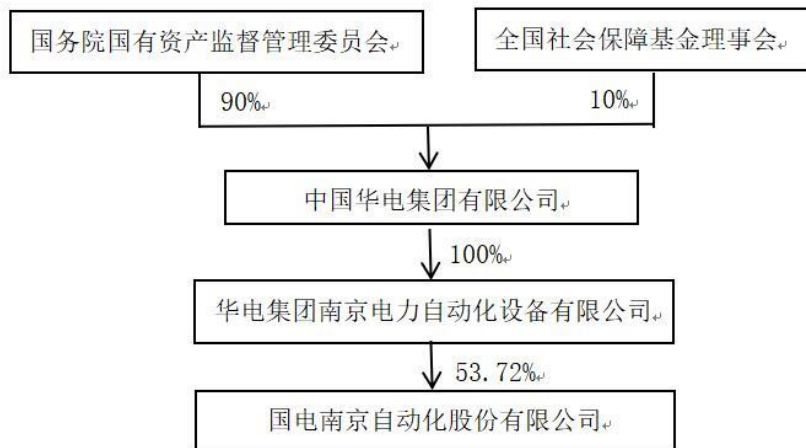 国务院国有资产监督管理委员会
全国社会保障基金理事会
90%
10%
中国华电集团有限公司
100%
华电集团南京电力自动化设备有限公司
53.72%
国电南京自动化股份有限公司